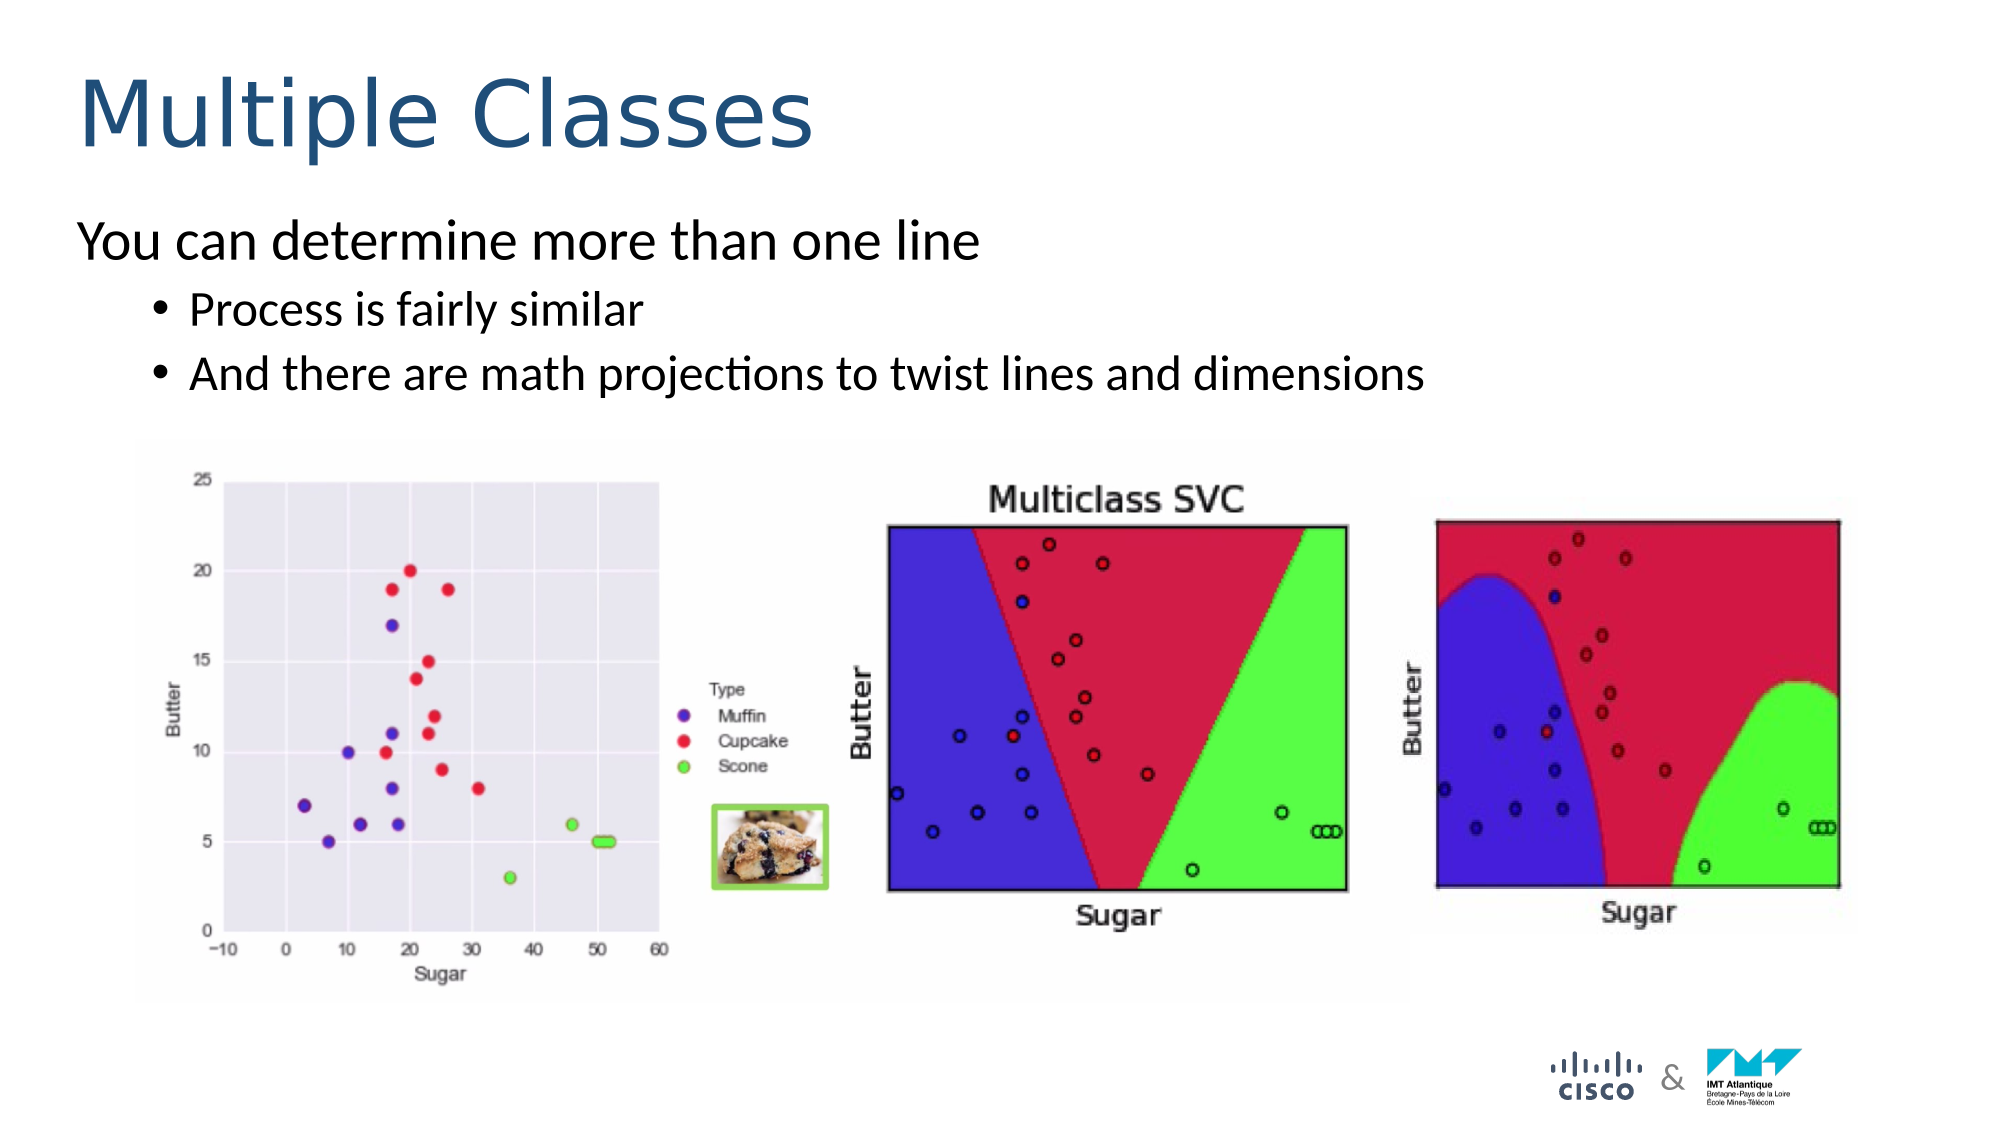 Multiple Classes
You can determine more than one line
• Process is fairly similar
• And there are math projections to twist lines and dimensions
25
20
15
10
5
0
Butter
−10 0 10 20 30 40 50 60
Sugar
Type
Muffin
Cupcake
Scone
Multiclass SVC
Butter
Sugar
Butter
Sugar
CISCO
&
IMT Atlantique
Bretagne-Pays de la Loire
École Mines-Télécom